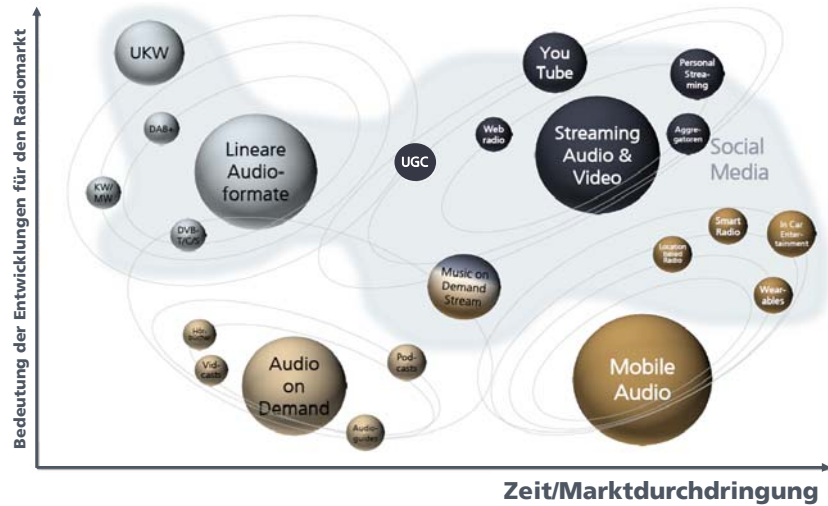 Bedeutung der Entwicklungen für den Radiomarkt
UKW
DAB+
KW/
MW
DVB-
T/C/S
Lineare
Audio-
formate
UGC
Web
radio
You
Tube
Streaming
Audio &
Video
Personal
Strea-
ming
Aggre-
gatoren
Social
Media
Music on
Demand
Stream
Location
based
Radio
Smart
Radio
In Car
Enter-
tainment
Wear-
ables
Hör-
bücher
Vid-
casts
Audio
on
Demand
Pod-
casts
Audio-
guides
Mobile
Audio
Zeit/Marktdurchdringung